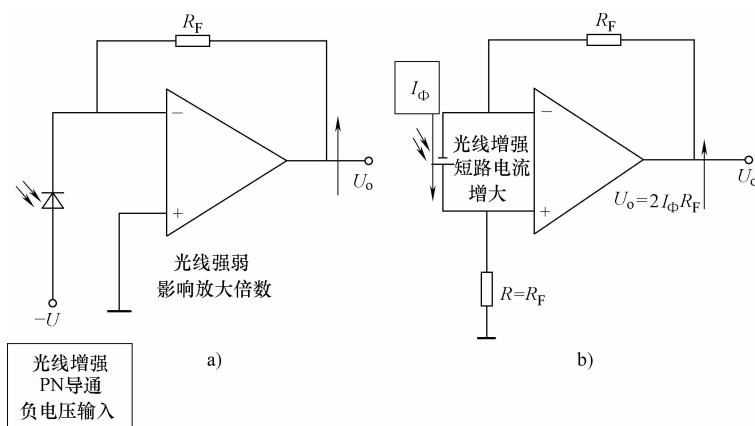 R_F
−
+
U_o
−U
光线强弱
影响放大倍数
光线增强
PN导通
负电压输入
a)
R_F
I_Φ
−
+
光线增强
短路电流
增大
U_o
U_o=2I_ΦR_F
R=R_F
b)